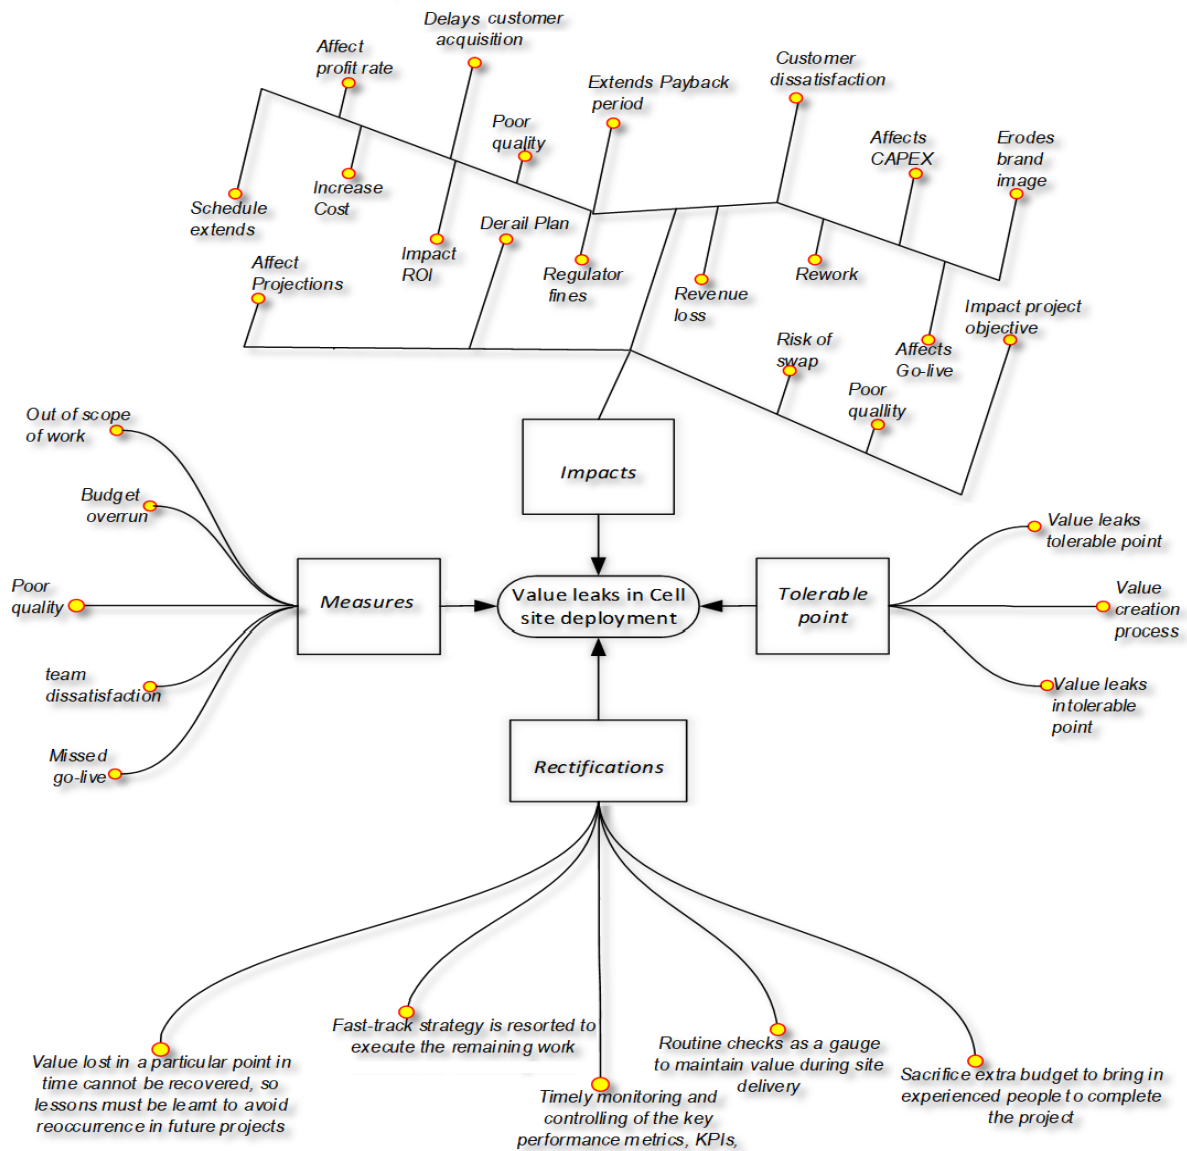 Delays customer
acquisition
Affect
profit rate
Customer
dissatisfaction
Extends Payback
period
Poor
quality
Affects
CAPEX
Erodes
brand
image
Schedule
extends
Increase
Cost
Derail Plan
Impact
ROI
Affect
Projections
Regulator
fines
Revenue
loss
Rework
Impact project
objective
Risk of
swap
Affects
Go-live
Poor
quallity
Out of scope
of work
Budget
overrun
Poor
quality
team
dissatisfaction
Missed
go-live
Impacts
Measures
Value leaks in Cell
site deployment
Tolerable
point
Value leaks
tolerable point
Value
creation
process
Value leaks
intolerable
point
Rectifications
Value lost in a particular point in
time cannot be recovered, so
lessons must be learnt to avoid
reoccurrence in future projects
Fast-track strategy is resorted to
execute the remaining work
Timely monitoring and
controlling of the key
performance metrics, KPIs,
Routine checks as a gauge
to maintain value during site
delivery
Sacrifice extra budget to bring in
experienced people to complete
the project